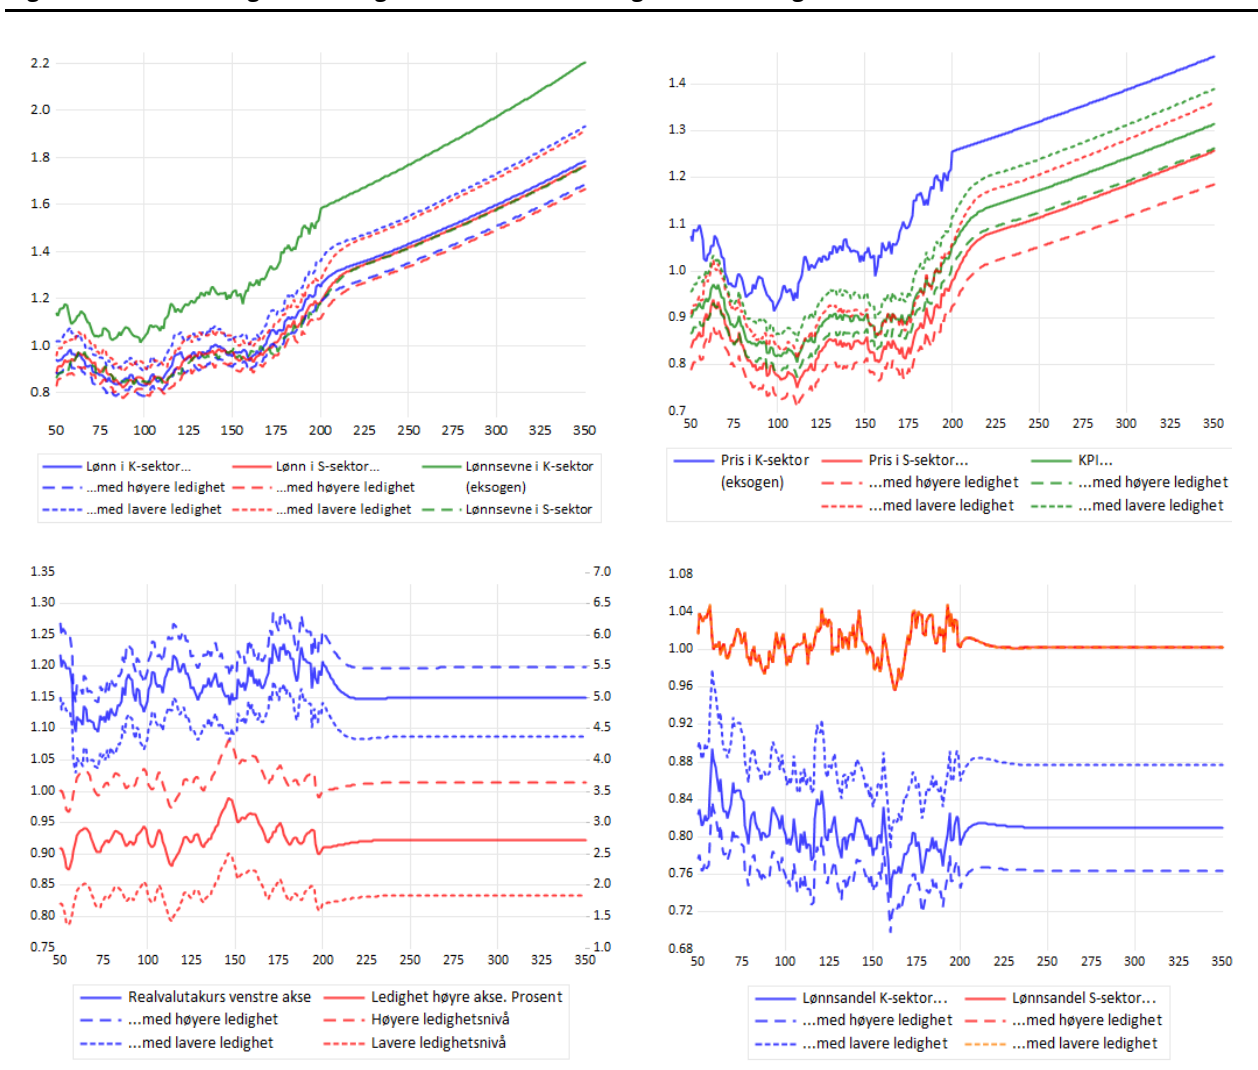 2.2
2.0
1.8
1.6
1.4
1.2
1.0
0.8
50 75 100 125 150 175 200 225 250 275 300 325 350
Lønn i K-sektor... Lønn i S-sektor... Lønnsevne i K-sektor
...med høyere ledighet ...med høyere ledighet (eksogen)
...med lavere ledighet ...med lavere ledighet Lønnsevne i S-sektor
1.4
1.3
1.2
1.1
1.0
0.9
0.8
0.7
50 75 100 125 150 175 200 225 250 275 300 325 350
Pris i K-sektor Pris i S-sektor... KPI...
(eksogen) ...med høyere ledighet ...med høyere ledighet
...med lavere ledighet ...med lavere ledighet
1.35 7.0
1.30 6.5
1.25 6.0
1.20 5.5
1.15 5.0
1.10 4.5
1.05 4.0
1.00 3.5
0.95 3.0
0.90 2.5
0.85 2.0
0.80 1.5
0.75 1.0
50 75 100 125 150 175 200 225 250 275 300 325 350
Realvalutakurs venstre akse Ledighet høyre akse. Prosent
...med høyere ledighet Høyere ledighetsnivå
...med lavere ledighet Lavere ledighetsnivå
1.08
1.04
1.00
0.96
0.92
0.88
0.84
0.80
0.76
0.72
0.68
50 75 100 125 150 175 200 225 250 275 300 325 350
Lønnsandel K-sektor... Lønnsandel S-sektor...
...med høyere ledighet ...med høyere ledighet
...med lavere ledighet ...med lavere ledighet